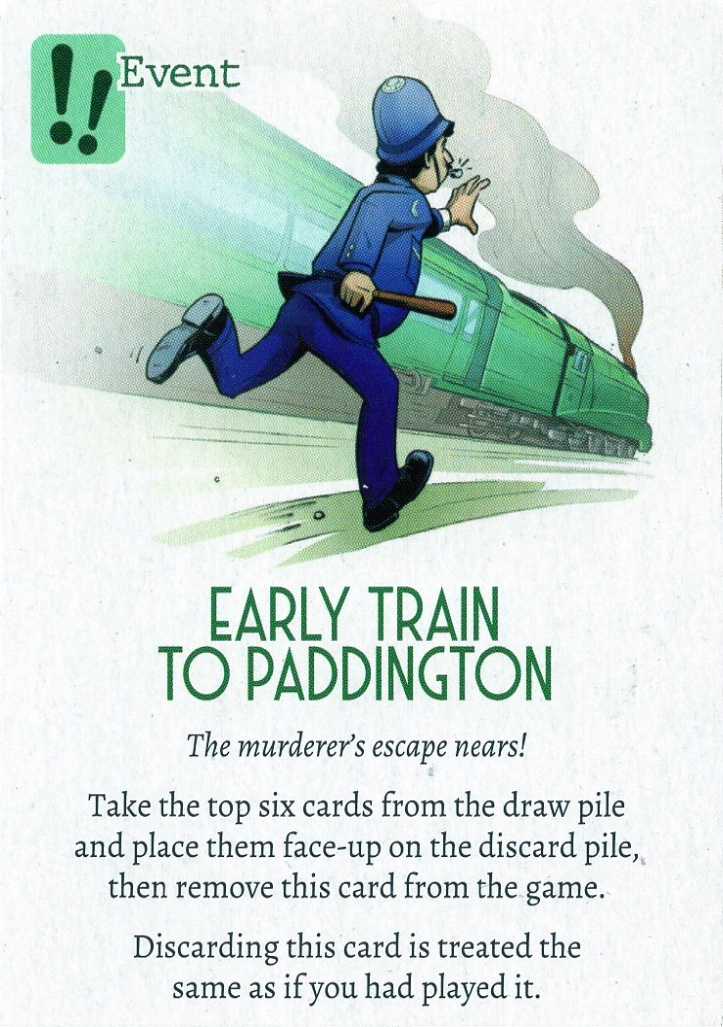 Event
EARLY TRAIN
TO PADDINGTON
The murderer's escape nears!
Take the top six cards from the draw pile
and place them face-up on the discard pile,
then remove this card from the game.
Discarding this card is treated the
same as if you had played it.